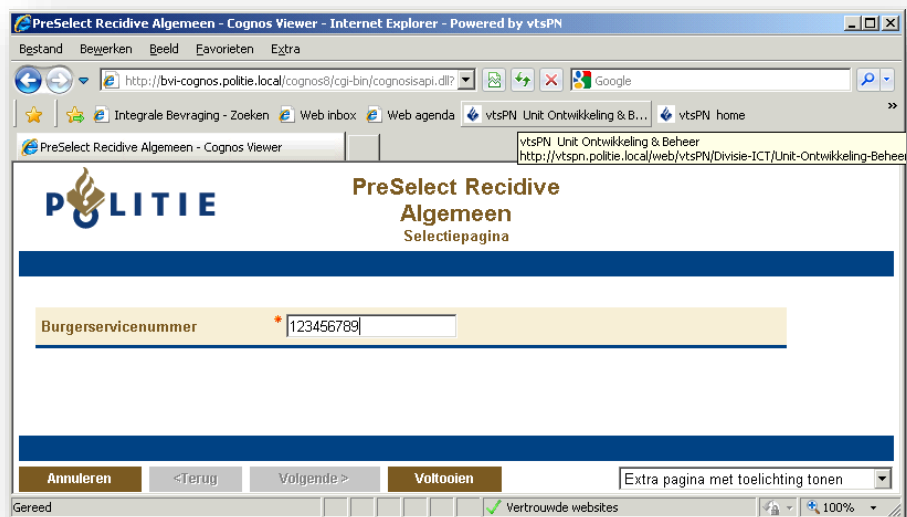 PreSelect Recidive Algemeen - Cognos Viewer - Internet Explorer - Powered by vtsPN
Bestand Bewerken Beeld Favorieten Extra
http://bvi-cognos.politie.local/cognos8/cgi-bin/cognosisapi.dll? Google
Integrale Bevraging - Zoeken Web inbox Web agenda vtsPN Unit Ontwikkeling & B... vtsPN home »
PreSelect Recidive Algemeen - Cognos Viewer
vtsPN Unit Ontwikkeling & Beheer
http://vtspn.politie.local/web/vtsPN/Divisie-ICT/Unit-Ontwikkeling-Beheer
POLITIE
PreSelect Recidive
Algemeen
Selectiepagina
Burgerservicenummer * 123456789
Annuleren <Terug Volgende > Voltooien Extra pagina met toelichting tonen
Gereed Vertrouwde websites 100%